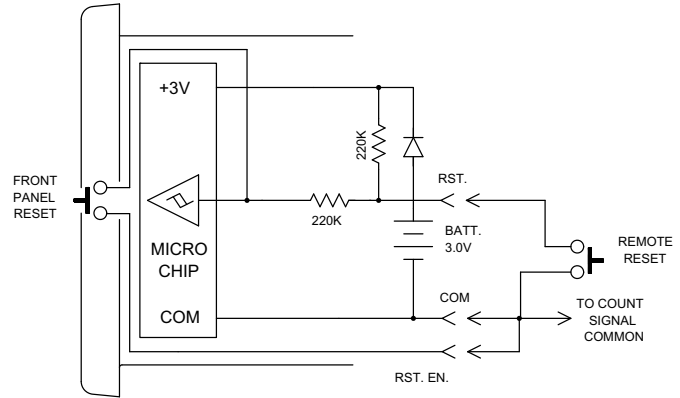 +3V
220K
FRONT
PANEL
RESET
RST.
220K
BATT.
3.0V
MICRO
CHIP
REMOTE
RESET
COM
COM
TO COUNT
SIGNAL
COMMON
RST. EN.